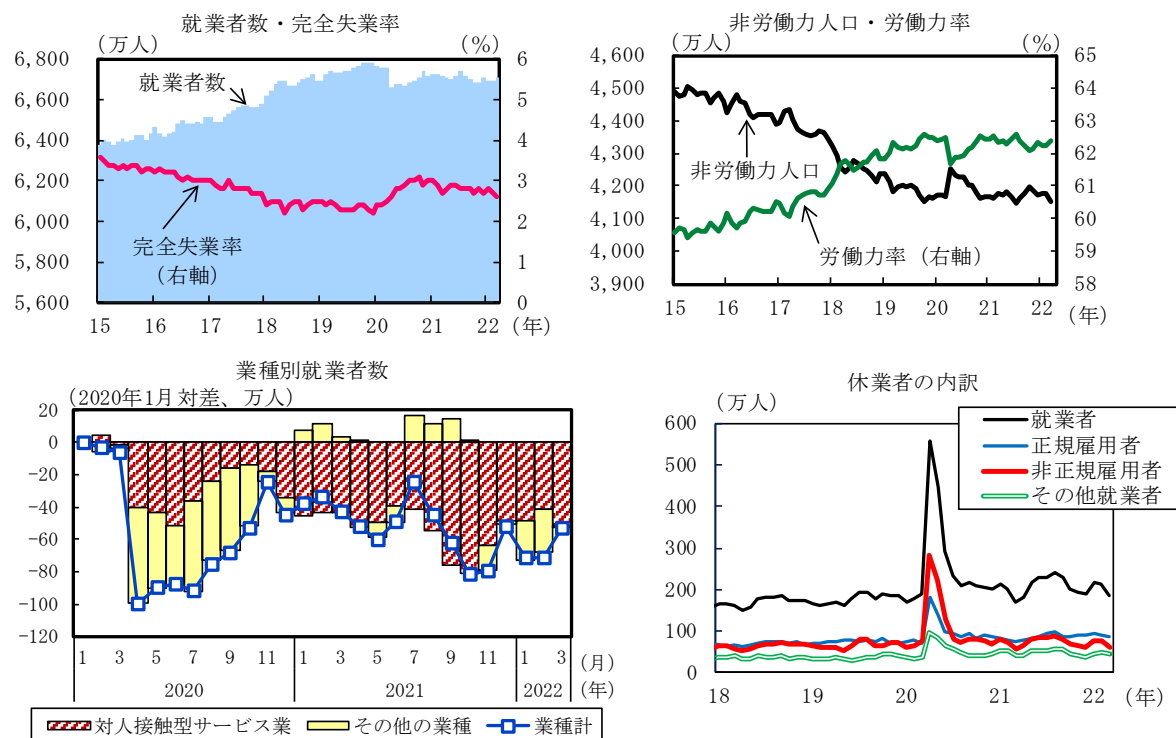 就業者数・完全失業率
(万人)
(%)
6,800
6,600
6,400
6,200
6,000
5,800
5,600
6
5
4
3
2
1
0
就業者数
完全失業率
(右軸)
15 16 17 18 19 20 21 22 (年)
非労働力人口・労働力率
(万人)
(%)
4,600
4,500
4,400
4,300
4,200
4,100
4,000
3,900
65
64
63
62
61
60
59
58
非労働力人口
労働力率(右軸)
15 16 17 18 19 20 21 22 (年)
業種別就業者数
(2020年1月対差、万人)
20
0
-20
-40
-60
-80
-100
-120
1 3 5 7 9 11 1 3 5 7 9 11 1 3 (月)
2020 2021 2022 (年)
対人接触型サービス業 その他の業種 業種計
休業者の内訳
(万人)
600
500
400
300
200
100
0
就業者
正規雇用者
非正規雇用者
その他就業者
18 19 20 21 22 (年)